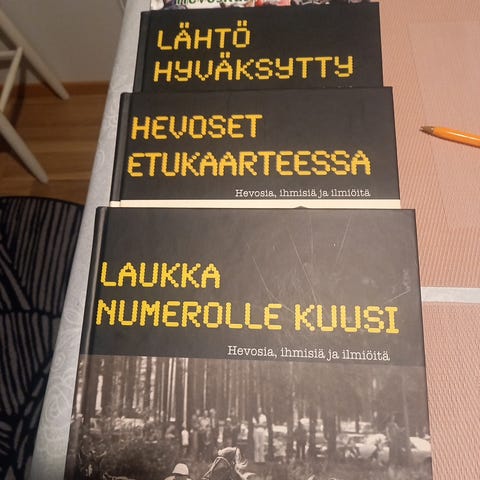 LÄHTÖ
HYVÄKSYTTY
HEVOSET
ETUKAARTEESSA
Hevosia, ihmisiä ja ilmiöitä
LAUKKA
NUMEROLLE KUUSI
Hevosia, ihmisiä ja ilmiöitä